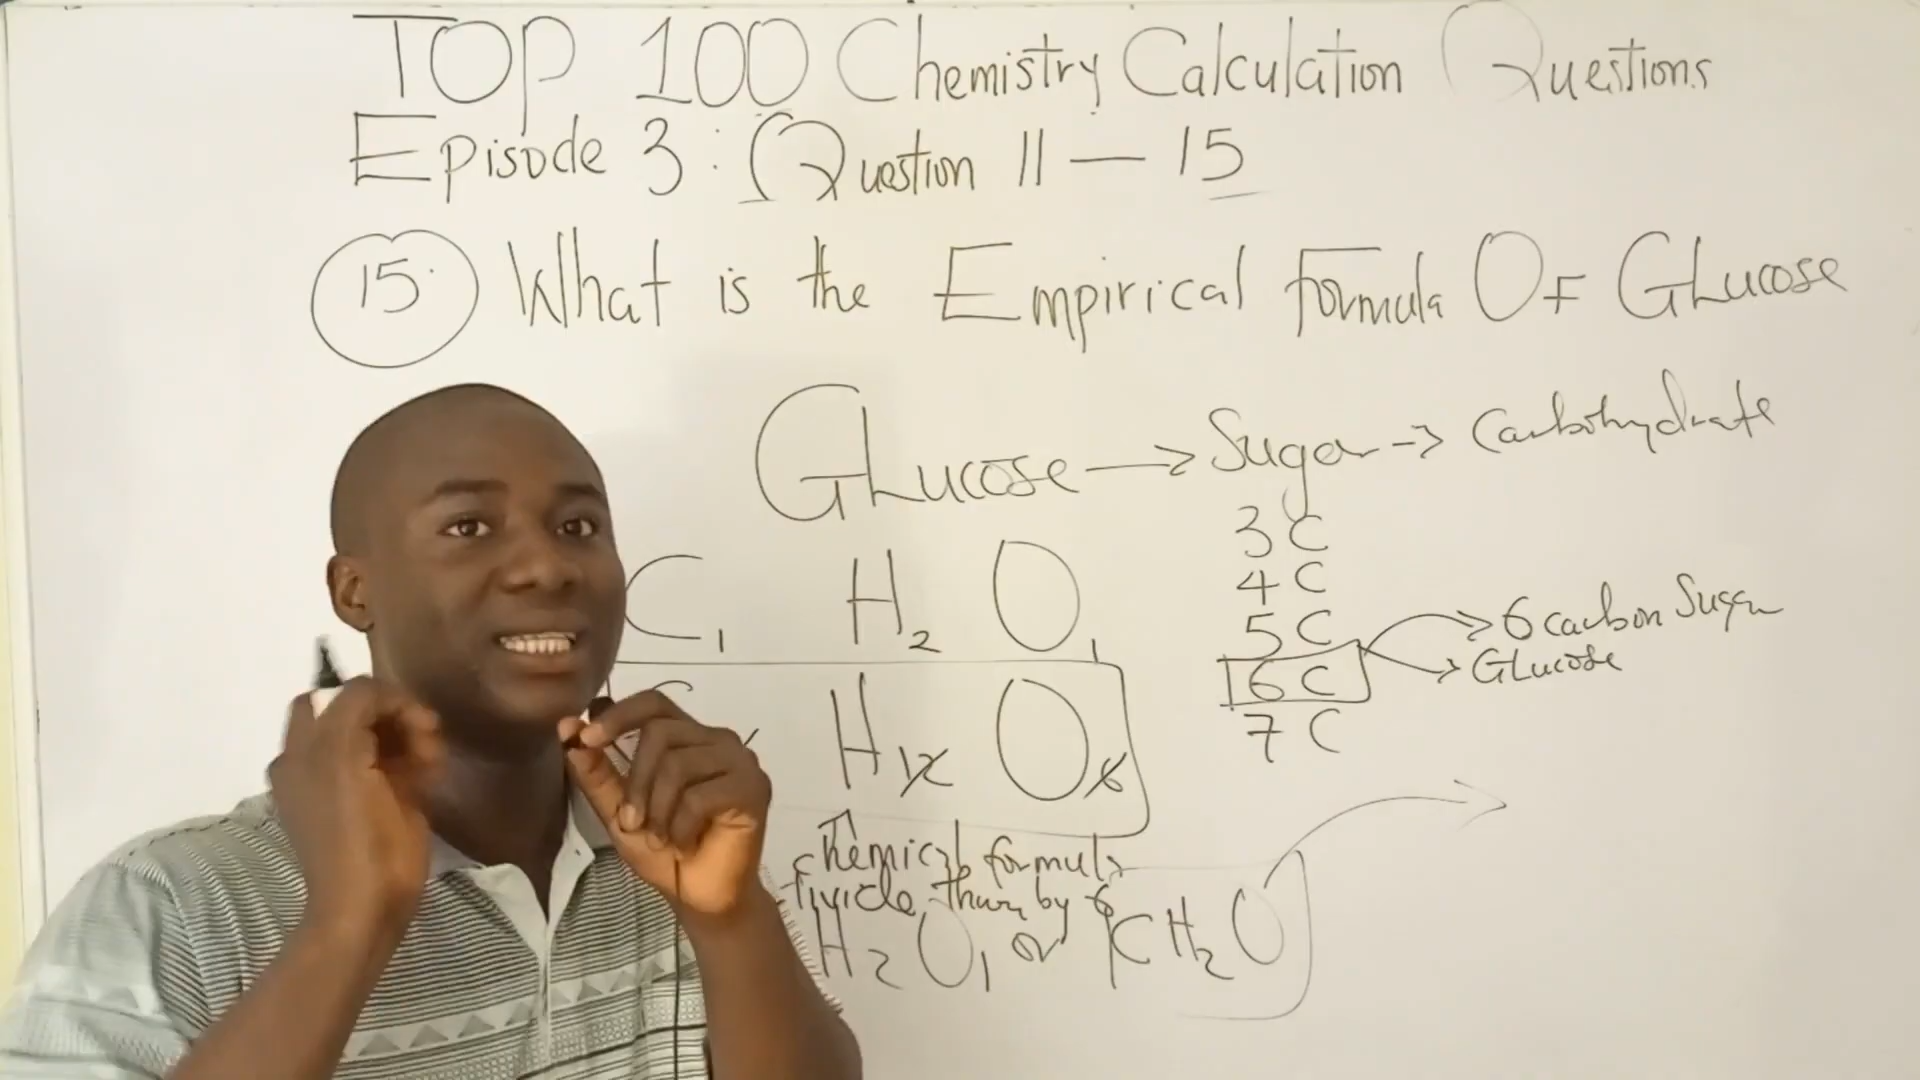 TOP 100 Chemistry Calculation Questions
Episode 3: Question 11 — 15
15. What is the Empirical formula OF GLucose
GLucose → Sugar → Carbohydrate
3 C
4 C
5 C
6 C → 6 carbon Sugar
→ GLucose
7 C
C1 H2 O1
H12 O6
Chemical formula
them by 6
H2 O1 or CH2O